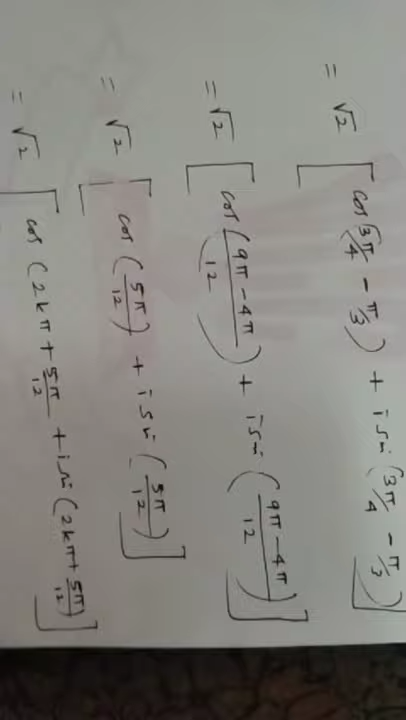 = √2 [cos(3π/4 - π/3) + i sin(3π/4 - π/3)]
= √2 [cos(9π-4π/12) + i sin(9π-4π/12)]
= √2 [cos(5π/12) + i sin(5π/12)]
= √2 [cos(2kπ + 5π/12 + i sin(2kπ + 5π/12)]